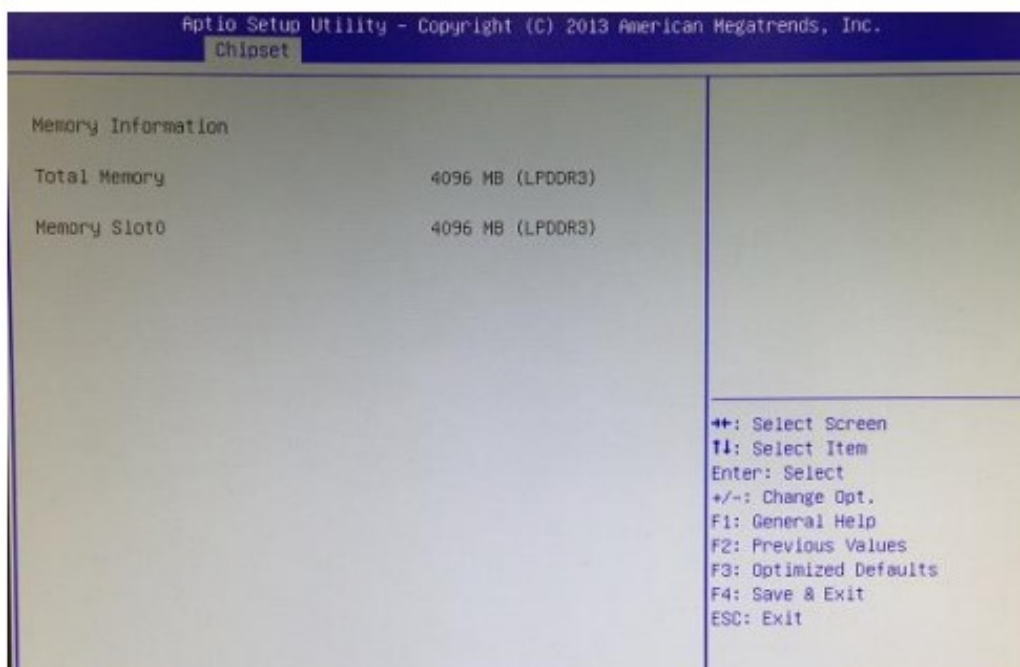 Aptio Setup Utility - Copyright (C) 2013 American Megatrends, Inc.
Chipset
Memory Information
Total Memory 4096 MB (LPDDR3)
Memory Slot0 4096 MB (LPDDR3)
→←: Select Screen
↑↓: Select Item
Enter: Select
+/-: Change Opt.
F1: General Help
F2: Previous Values
F3: Optimized Defaults
F4: Save & Exit
ESC: Exit